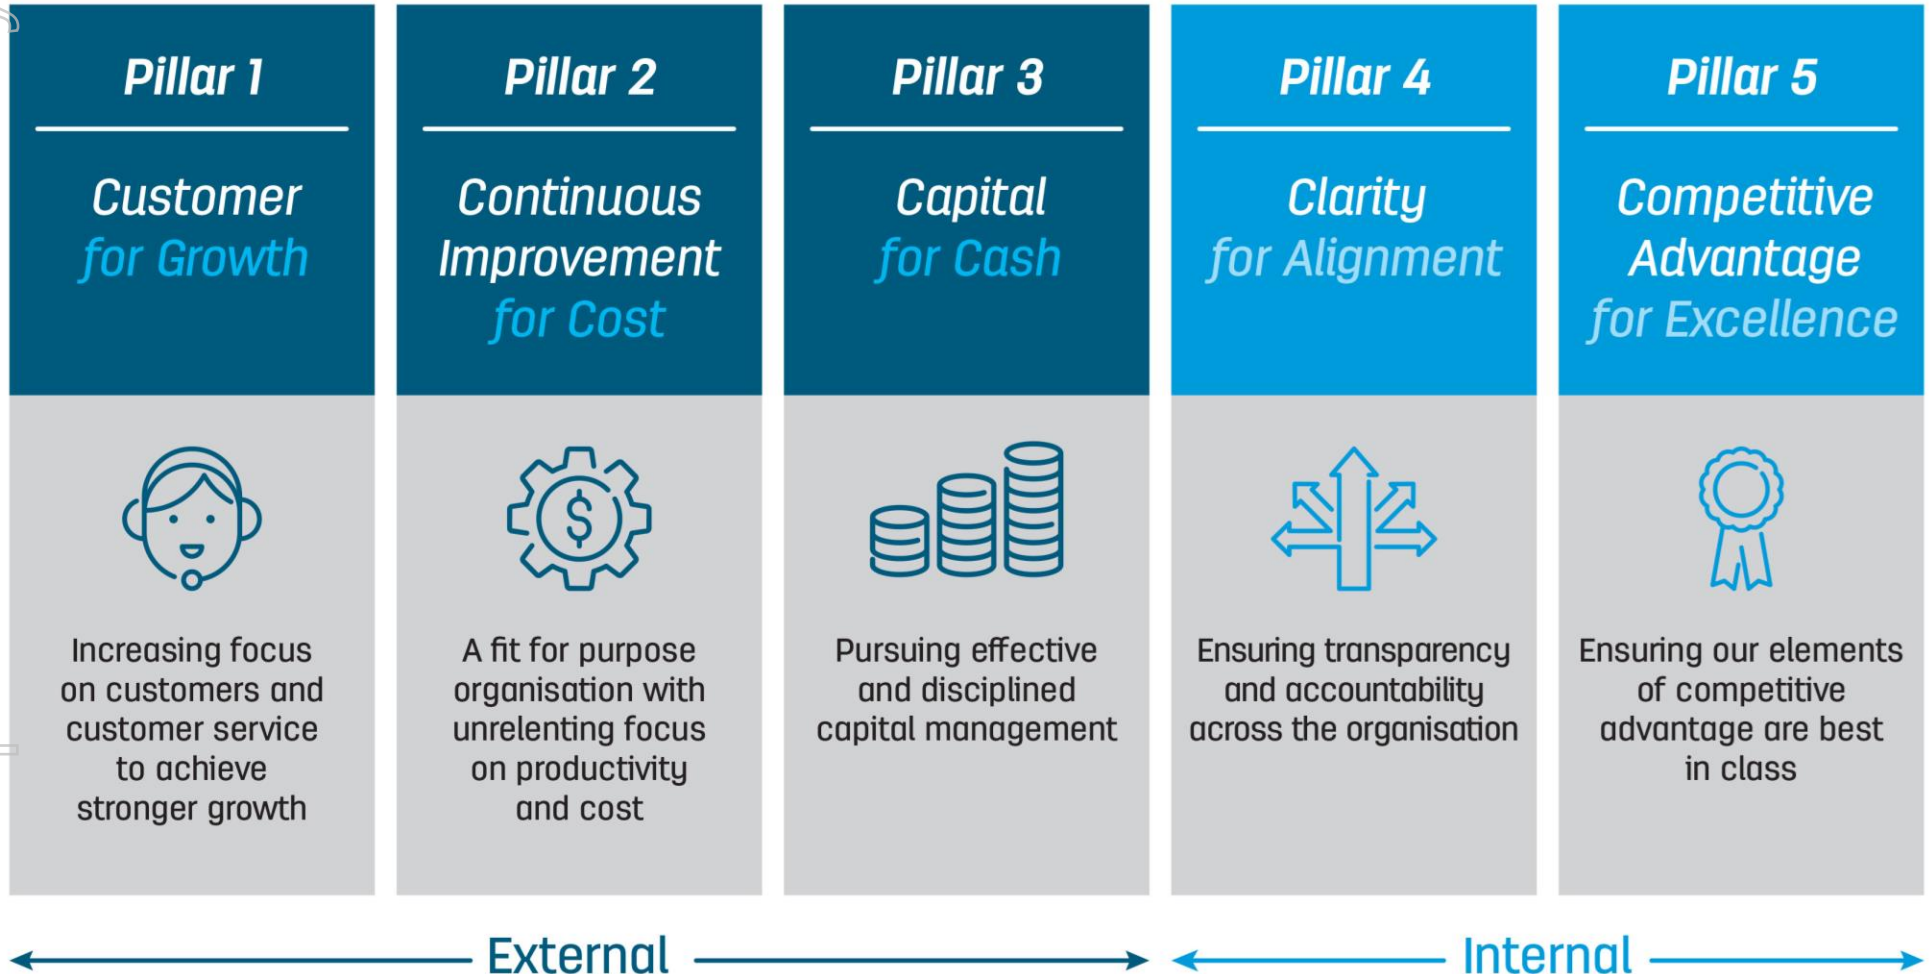 Pillar 1
Customer
for Growth
Increasing focus
on customers and
customer service
to achieve
stronger growth
Pillar 2
Continuous
Improvement
for Cost
$
A fit for purpose
organisation with
unrelenting focus
on productivity
and cost
Pillar 3
Capital
for Cash
Pursuing effective
and disciplined
capital management
Pillar 4
Clarity
for Alignment
Ensuring transparency
and accountability
across the organisation
Pillar 5
Competitive
Advantage
for Excellence
Ensuring our elements
of competitive
advantage are best
in class
External
Internal